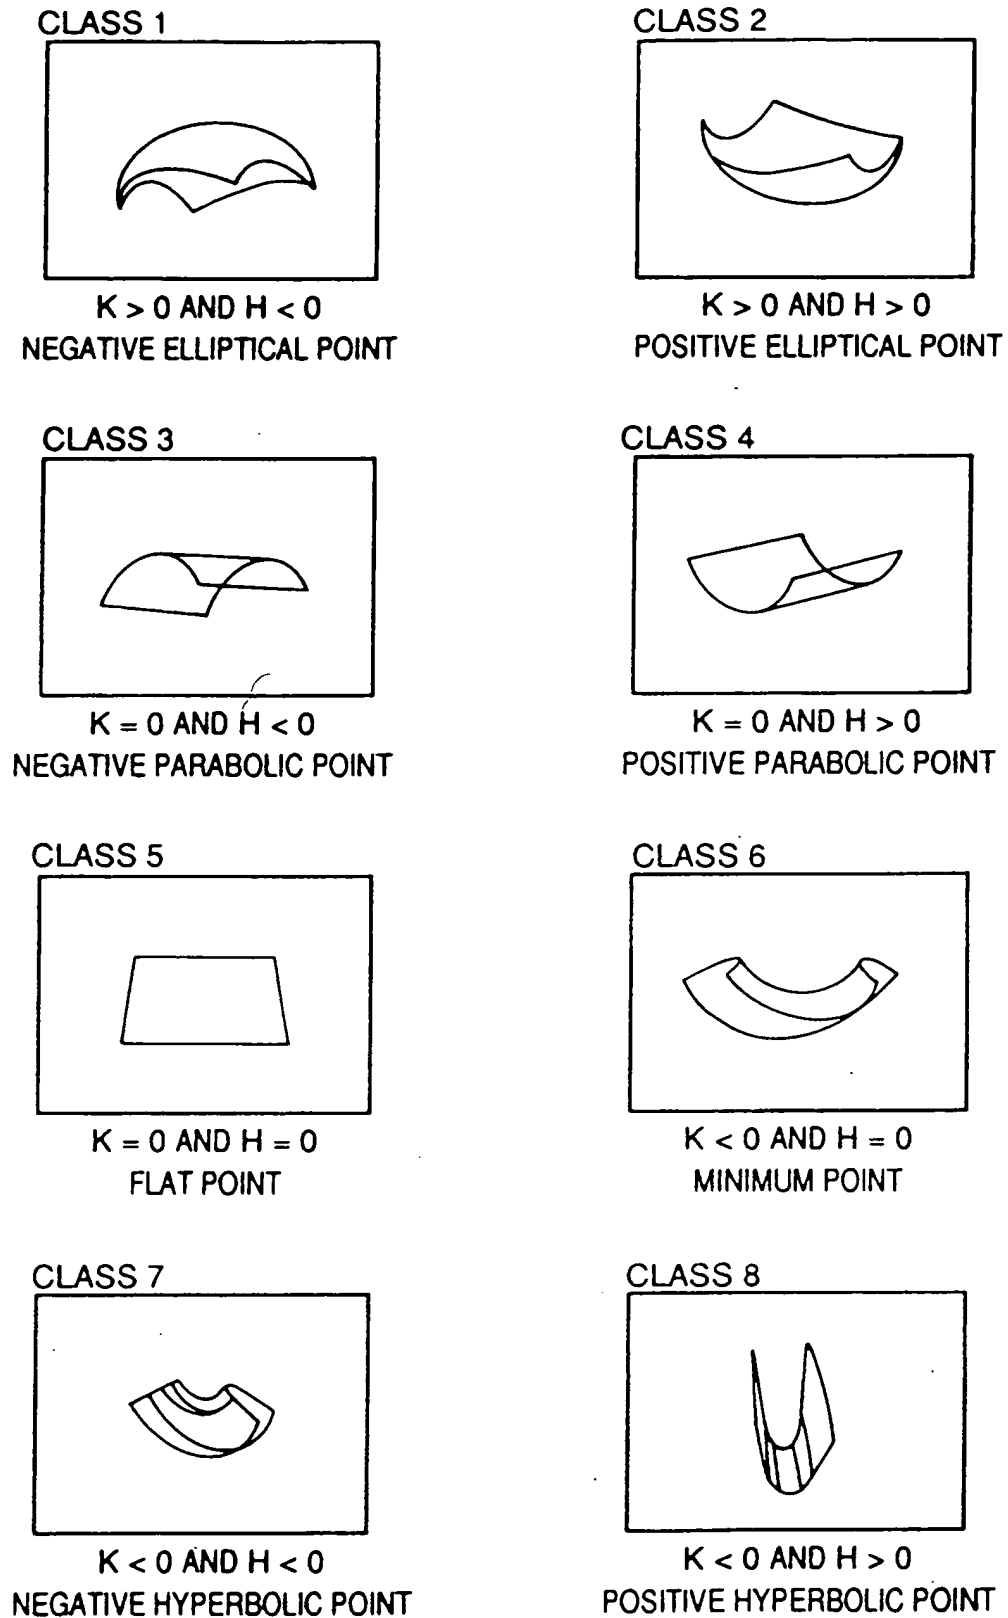 CLASS 1
CLASS 2
K > 0 AND H < 0
K > 0 AND H > 0
NEGATIVE ELLIPTICAL POINT
POSITIVE ELLIPTICAL POINT
CLASS 3
CLASS 4
K = 0 AND H < 0
K = 0 AND H > 0
NEGATIVE PARABOLIC POINT
POSITIVE PARABOLIC POINT
CLASS 5
CLASS 6
K = 0 AND H = 0
K < 0 AND H = 0
FLAT POINT
MINIMUM POINT
CLASS 7
CLASS 8
K < 0 AND H < 0
K < 0 AND H > 0
NEGATIVE HYPERBOLIC POINT
POSITIVE HYPERBOLIC POINT